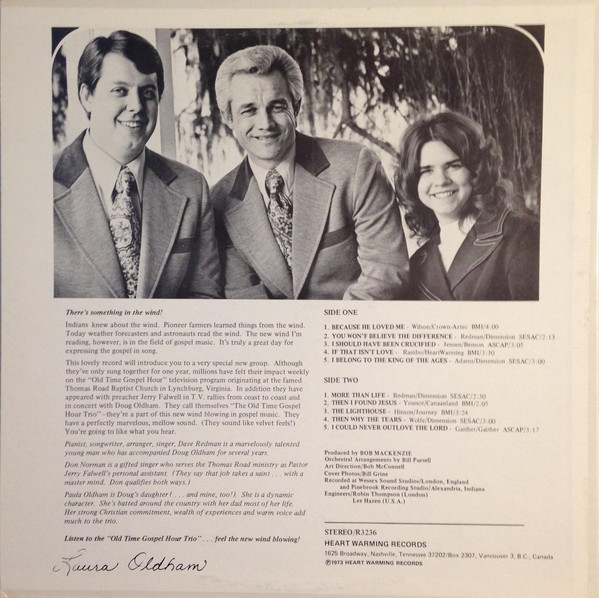 There's something in the wind!
Indians knew about the wind. Pioneer farmers learned things from the wind.
Today weather forecasters and astronauts read the wind. The new wind I'm
reading, however, is in the field of gospel music. It's truly a great day for
expressing the gospel in song.
This lovely record will introduce you to a very special new group. Although
they've only sung together for one year, millions have felt their impact weekly
on the "Old Time Gospel Hour" television program originating at the famed
Thomas Road Baptist Church in Lynchburg, Virginia. In addition they have
appeared with preacher Jerry Falwell in T.V. rallies from coast to coast and
in concert with Doug Oldham. They call themselves "The Old Time Gospel
Hour Trio"—they're a part of this new wind blowing in gospel music. They
have a perfectly marvelous, mellow sound. (They sound like velvet feels!)
You're going to like what you hear.
Pianist, songwriter, arranger, singer, Dave Redman is a marvelously talented
young man who has accompanied Doug Oldham for several years.
Don Norman is a gifted singer who serves the Thomas Road ministry as Pastor
Jerry Falwell's personal assistant. (They say that job takes a saint . . . with a
master mind. Don qualifies both ways.)
Paula Oldham is Doug's daughter ( . . . and mine, too!). She is a dynamic
character. She's batted around the country with her dad most of her life.
Her strong Christian commitment, wealth of experiences and warm voice add
much to the trio.
Listen to the "Old Time Gospel Hour Trio" . . . feel the new wind blowing!
Laura Oldham
SIDE ONE
1. BECAUSE HE LOVED ME - Wilson/Crown-Aztec BMI/4:00
2. YOU WON'T BELIEVE THE DIFFERENCE - Redman/Dimension SESAC/2:13
3. I SHOULD HAVE BEEN CRUCIFIED - Jensen/Benson ASCAP/3:05
4. IF THAT ISN'T LOVE - Rambo/HeartWarming BMI/3:30
5. I BELONG TO THE KING OF THE AGES - Adams/Dimension SESAC/3:00
SIDE TWO
1. MORE THAN LIFE - Redman/Dimension SESAC/2:30
2. THEN I FOUND JESUS - Younce/Canaanland BMI/2:05
3. THE LIGHTHOUSE - Hinson/Journey BMI/3:24
4. THEN WHY THE TEARS - Wolfe/Dimension SESAC/3:00
5. I COULD NEVER OUTLOVE THE LORD - Gaither/Gaither ASCAP/3:17
Produced by BOB MACKENZIE
Orchestral Arrangements by Bill Pursell
Art Direction/Bob McConnell
Cover Photos/Bill Grine
Recorded at Wessex Sound Studios/London, England
and Pinebrook Recording Studio/Alexandria, Indiana
Engineers/Robin Thompson (London)
Lee Hazen (U.S.A.)
STEREO/R3236
HEART WARMING RECORDS
1625 Broadway, Nashville, Tennessee 37202/Box 2307, Vancouver 3, B.C., Canada
Ⓟ1973 HEART WARMING RECORDS